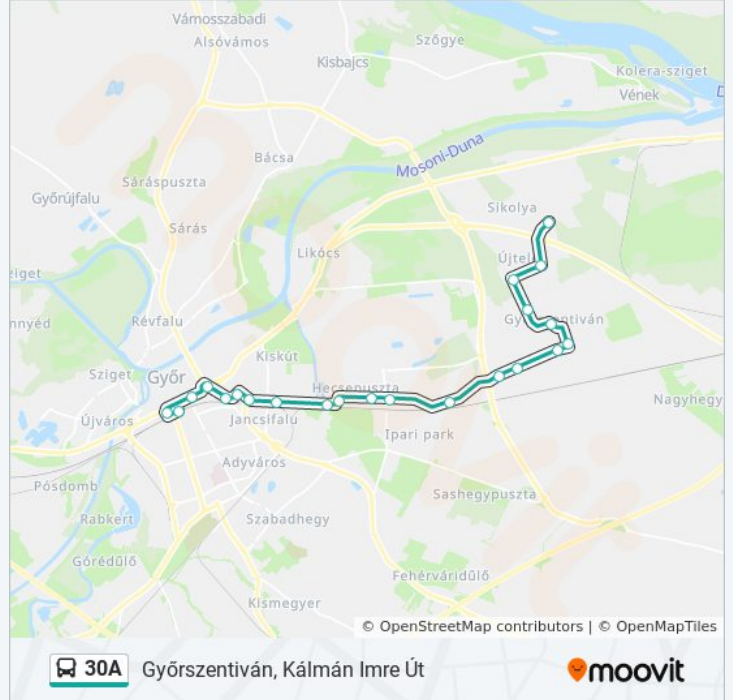 Vámosszabadi
Alsóvámos
Szőgye
Kisbajcs
Kolera-sziget
Vének
Mosoni-Duna
Bácsa
Sáráspuszta
Győrújfalu
Sárás
Sikolya
Likócs
Újtel
ziget
nnyéd
Révfalu
Győrszentiván
Kiskút
Sziget
Győr
Hecsepuszta
Nagyhegy
Újváros
Jancsifalu
Ipari park
Adyváros
Pósdomb
Sashegypuszta
Rabkert
Szabadhegy
Górédűlő
Fehérváridűlő
Kismegyer
© OpenStreetMap contributors | © OpenMapTiles
30A Győrszentiván, Kálmán Imre Út
moovit